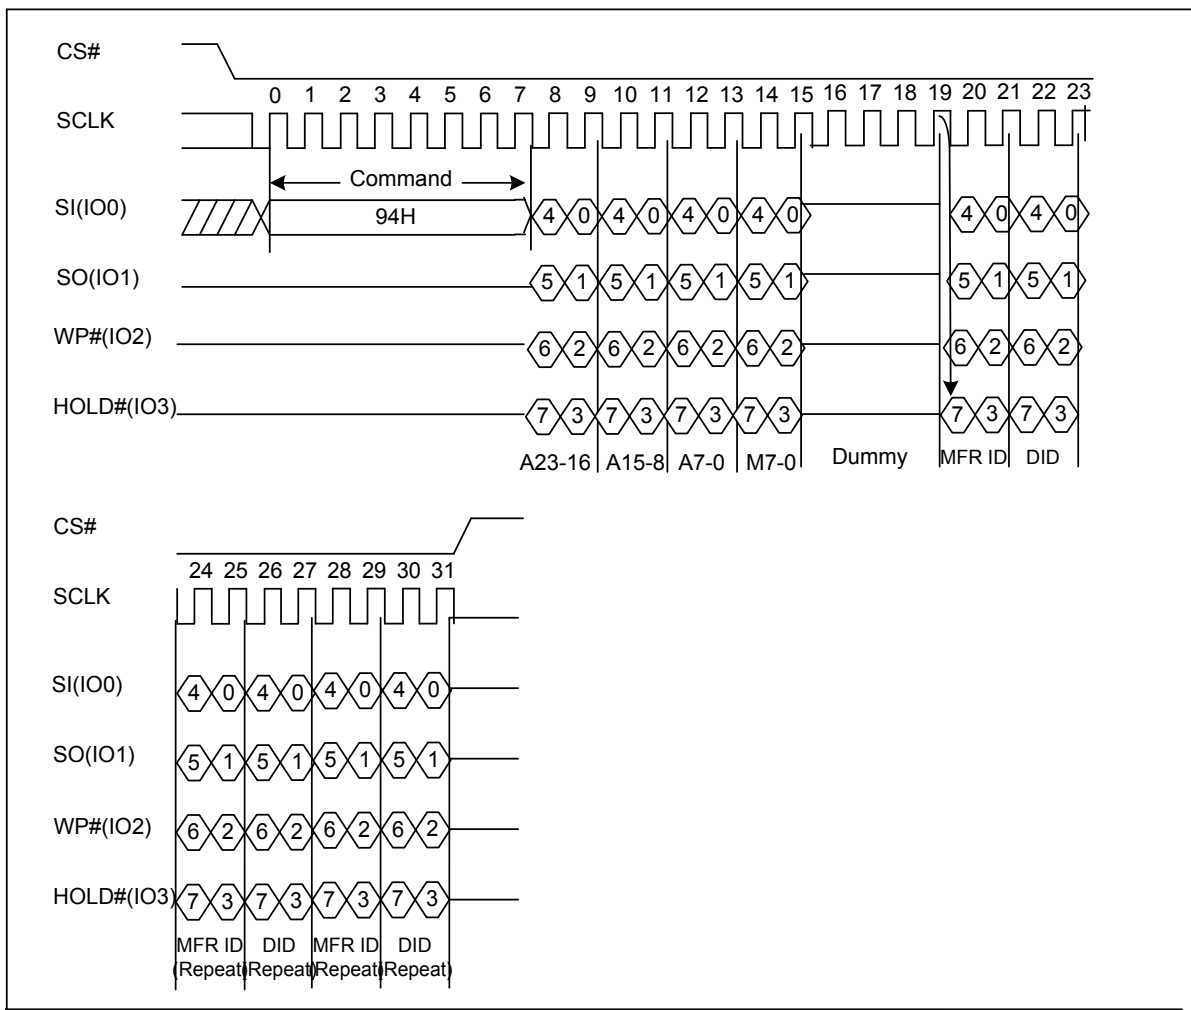 CS#
0 1 2 3 4 5 6 7 8 9 10 11 12 13 14 15 16 17 18 19 20 21 22 23
SCLK
Command
SI(IO0) 94H 4 0 4 0 4 0 4 0 4 0 4 0
SO(IO1) 5 1 5 1 5 1 5 1 5 1 5 1
WP#(IO2) 6 2 6 2 6 2 6 2 6 2 6 2
HOLD#(IO3) 7 3 7 3 7 3 7 3 7 3 7 3
A23-16 A15-8 A7-0 M7-0 Dummy MFR ID DID
CS#
24 25 26 27 28 29 30 31
SCLK
SI(IO0) 4 0 4 0 4 0 4 0
SO(IO1) 5 1 5 1 5 1 5 1
WP#(IO2) 6 2 6 2 6 2 6 2
HOLD#(IO3) 7 3 7 3 7 3 7 3
MFR ID DID MFR ID DID
(Repeat) (Repeat) (Repeat) (Repeat)